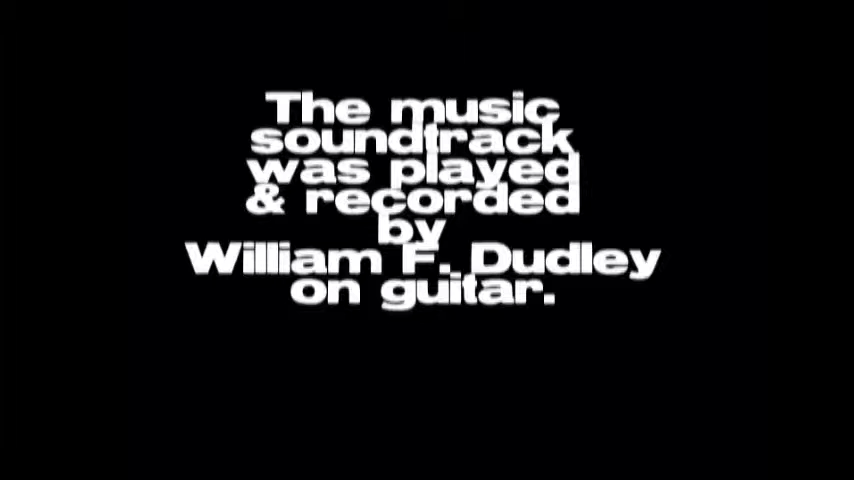 The music
soundtrack
was played
& recorded
by
William F. Dudley
on guitar.